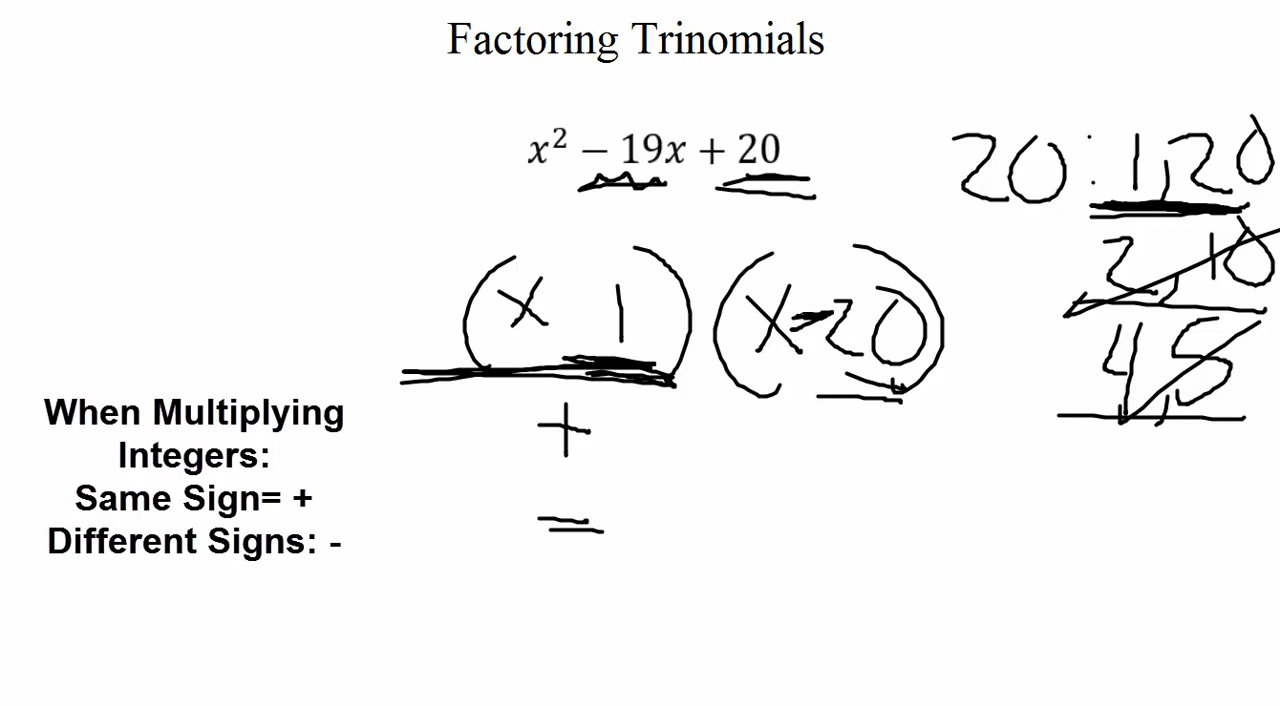 Factoring Trinomials
x² − 19x + 20
20 : 1,20
2,10
4,5
(x 1)(x-20)
+
=
When Multiplying
Integers:
Same Sign= +
Different Signs: -